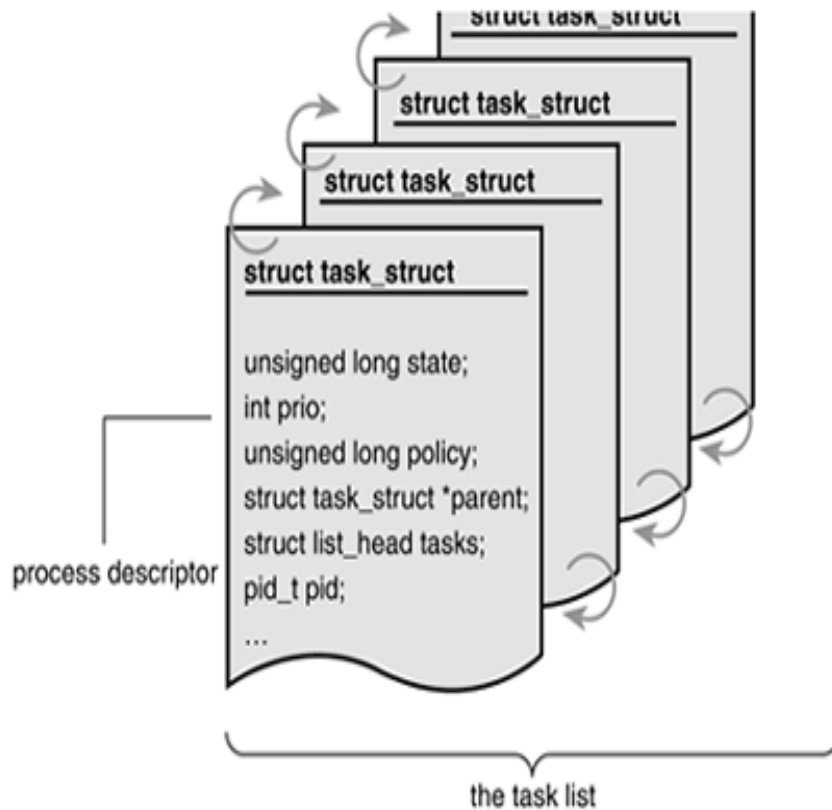 struct task_struct
struct task_struct
struct task_struct
struct task_struct
unsigned long state;
int prio;
unsigned long policy;
struct task_struct *parent;
struct list_head tasks;
pid_t pid;
...
process descriptor
the task list